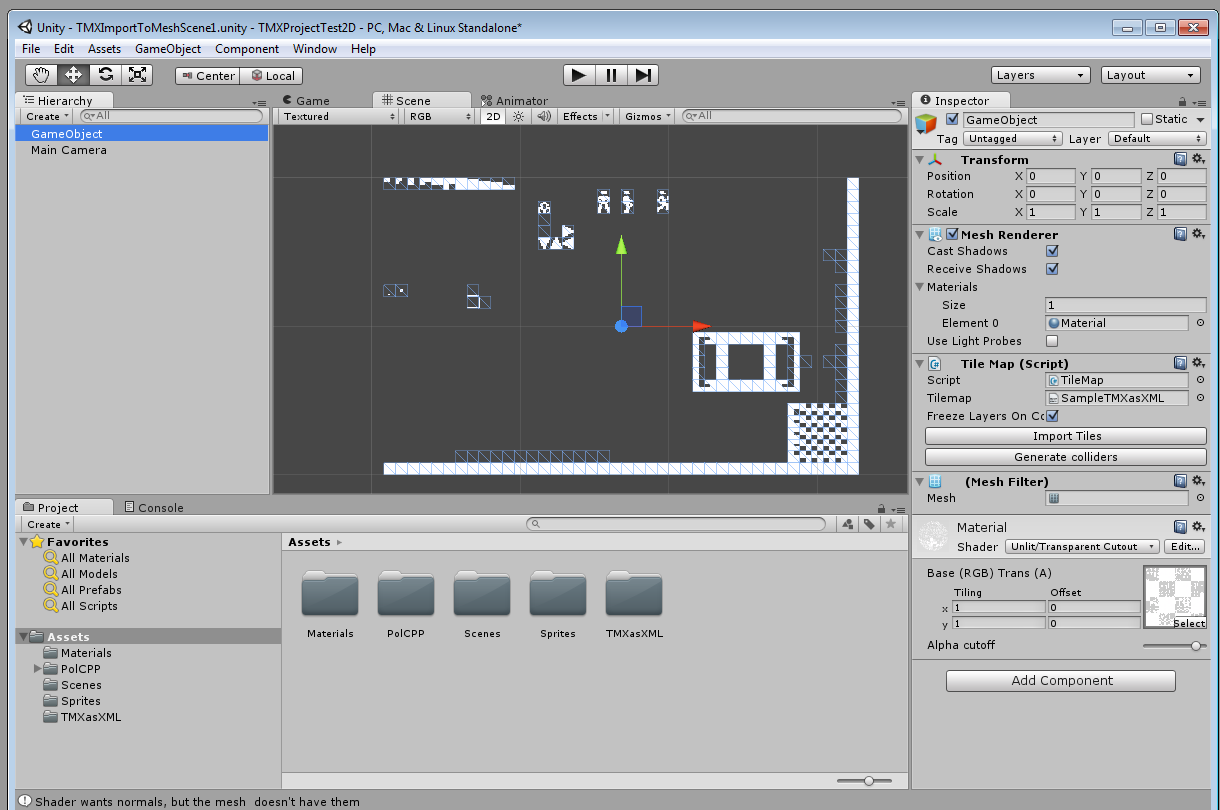 Unity - TMXImportToMeshScene1.unity - TMXProjectTest2D - PC, Mac & Linux Standalone*
File Edit Assets GameObject Component Window Help
Center Local Layers Layout
Hierarchy
Create All
GameObject
Main Camera
Game Scene Animator
Textured RGB 2D Effects Gizmos All
Inspector
GameObject Static
Tag Untagged Layer Default
Transform
Position X 0 Y 0 Z 0
Rotation X 0 Y 0 Z 0
Scale X 1 Y 1 Z 1
Mesh Renderer
Cast Shadows
Receive Shadows
Materials
Size 1
Element 0 Material
Use Light Probes
Tile Map (Script)
Script TileMap
Tilemap SampleTMXasXML
Freeze Layers On Cc
Import Tiles
Generate colliders
(Mesh Filter)
Mesh
Material
Shader Unlit/Transparent Cutout Edit...
Base (RGB) Trans (A)
Tiling Offset
x 1 0
y 1 0
Select
Alpha cutoff
Add Component
Project Console
Create
Favorites
All Materials
All Models
All Prefabs
All Scripts
Assets
Materials
PolCPP
Scenes
Sprites
TMXasXML
Assets
Materials PolCPP Scenes Sprites TMXasXML
Shader wants normals, but the mesh  doesn't have them